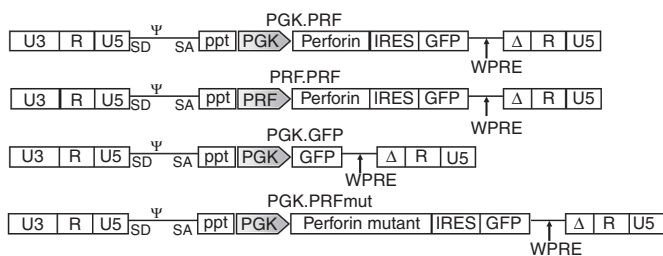 PGK.PRF
U3 R U5 SD Ψ SA ppt PGK Perforin IRES GFP Δ R U5
WPRE
PRF.PRF
U3 R U5 SD Ψ SA ppt PRF Perforin IRES GFP Δ R U5
WPRE
PGK.GFP
U3 R U5 SD Ψ SA ppt PGK GFP Δ R U5
WPRE
PGK.PRFmut
U3 R U5 SD Ψ SA ppt PGK Perforin mutant IRES GFP Δ R U5
WPRE